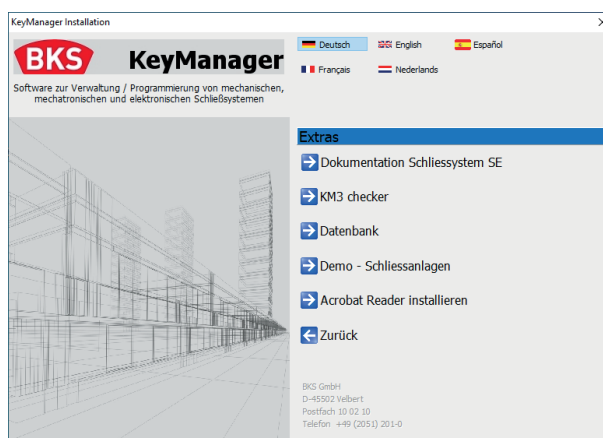 KeyManager Installation
BKS KeyManager
Software zur Verwaltung / Programmierung von mechanischen,
mechatronischen und elektronischen Schließsystemen
Deutsch English Español
Français Nederlands
Extras
Dokumentation Schliessystem SE
KM3 checker
Datenbank
Demo - Schliessanlagen
Acrobat Reader installieren
Zurück
BKS GmbH
D-45502 Velbert
Postfach 10 02 10
Telefon +49 (2051) 201-0